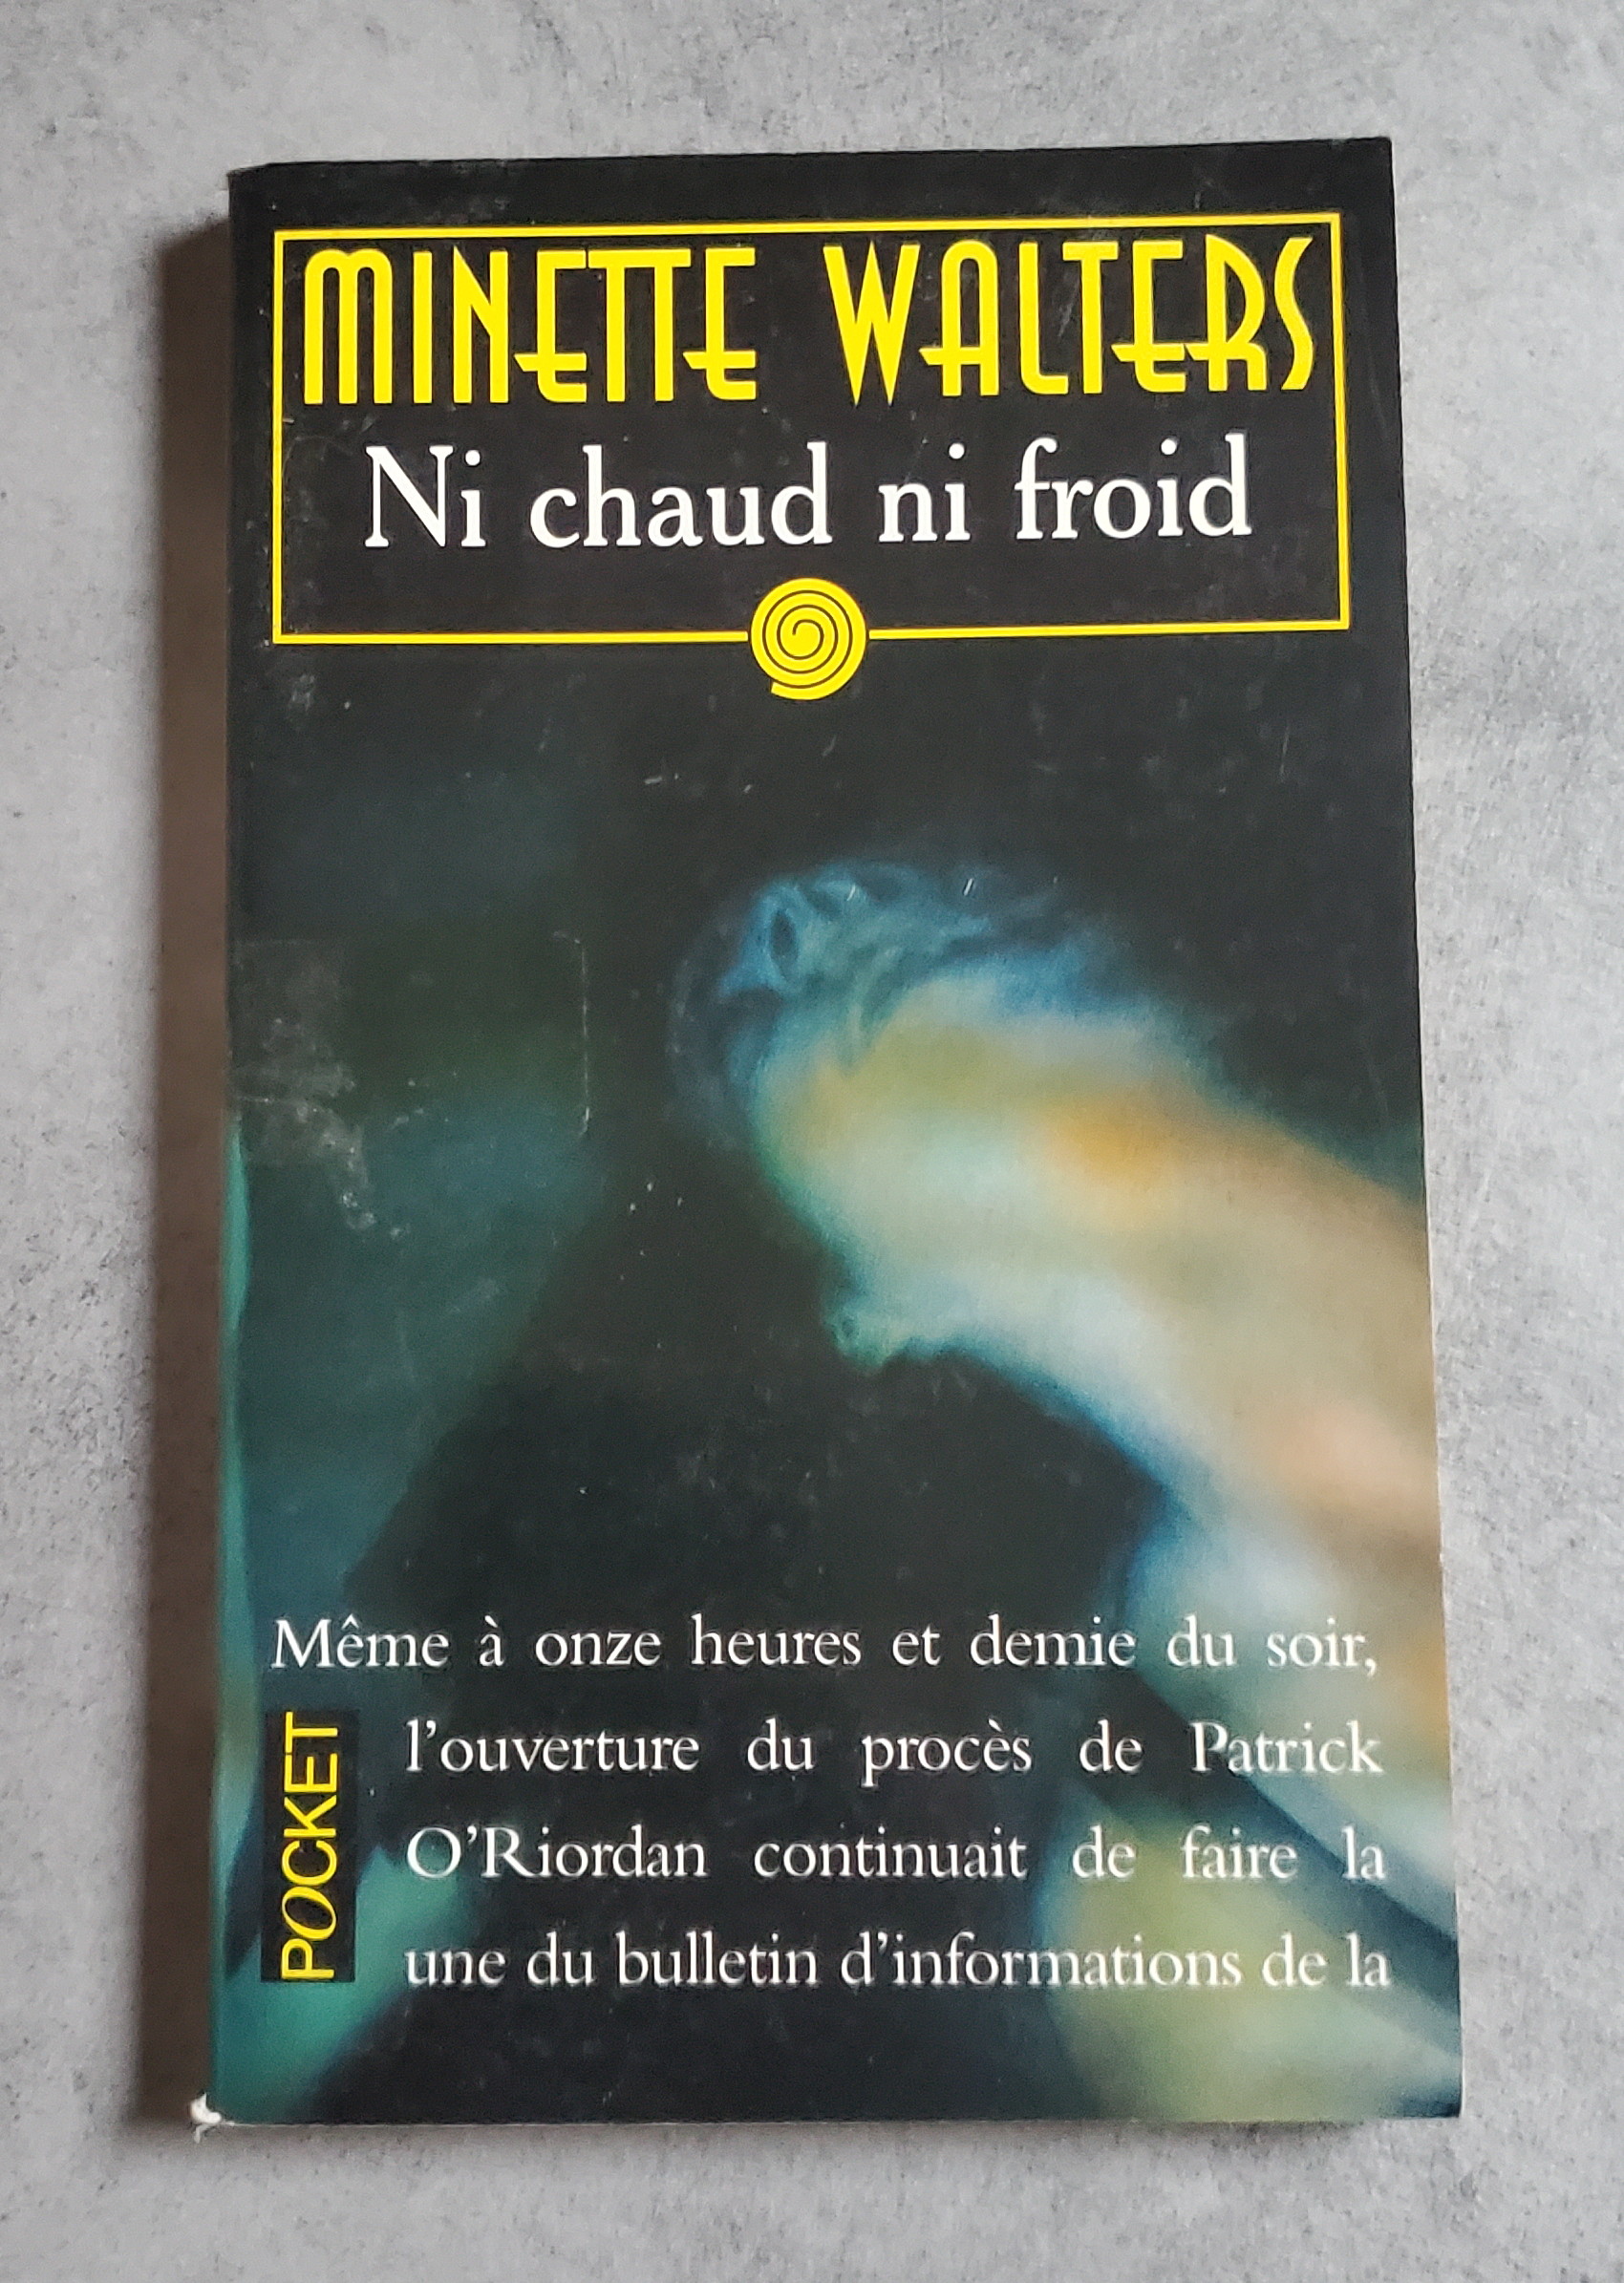 MINETTE WALTERS
Ni chaud ni froid
Même à onze heures et demie du soir,
l'ouverture du procès de Patrick
O'Riordan continuait de faire la
une du bulletin d'informations de la
POCKET